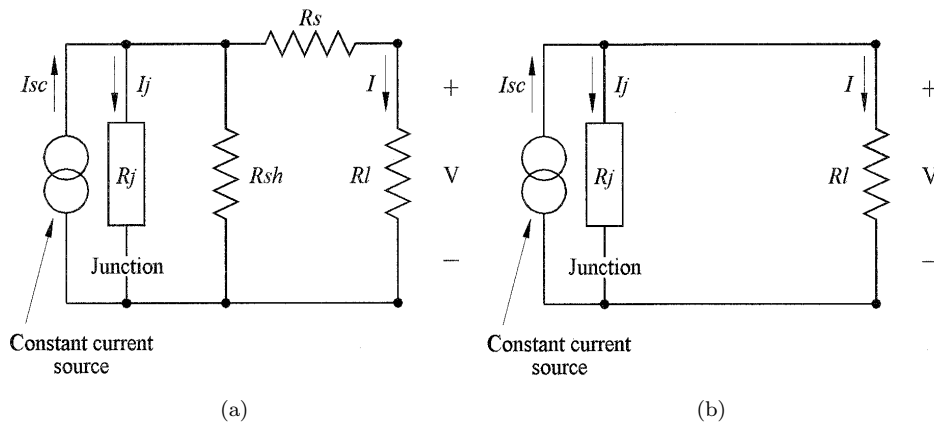 Rs
Isc
Ij
I
+
Rj
Rsh
Rl
V
−
Junction
Constant current
source
(a)
Isc
Ij
I
+
Rj
Rl
V
−
Junction
Constant current
source
(b)